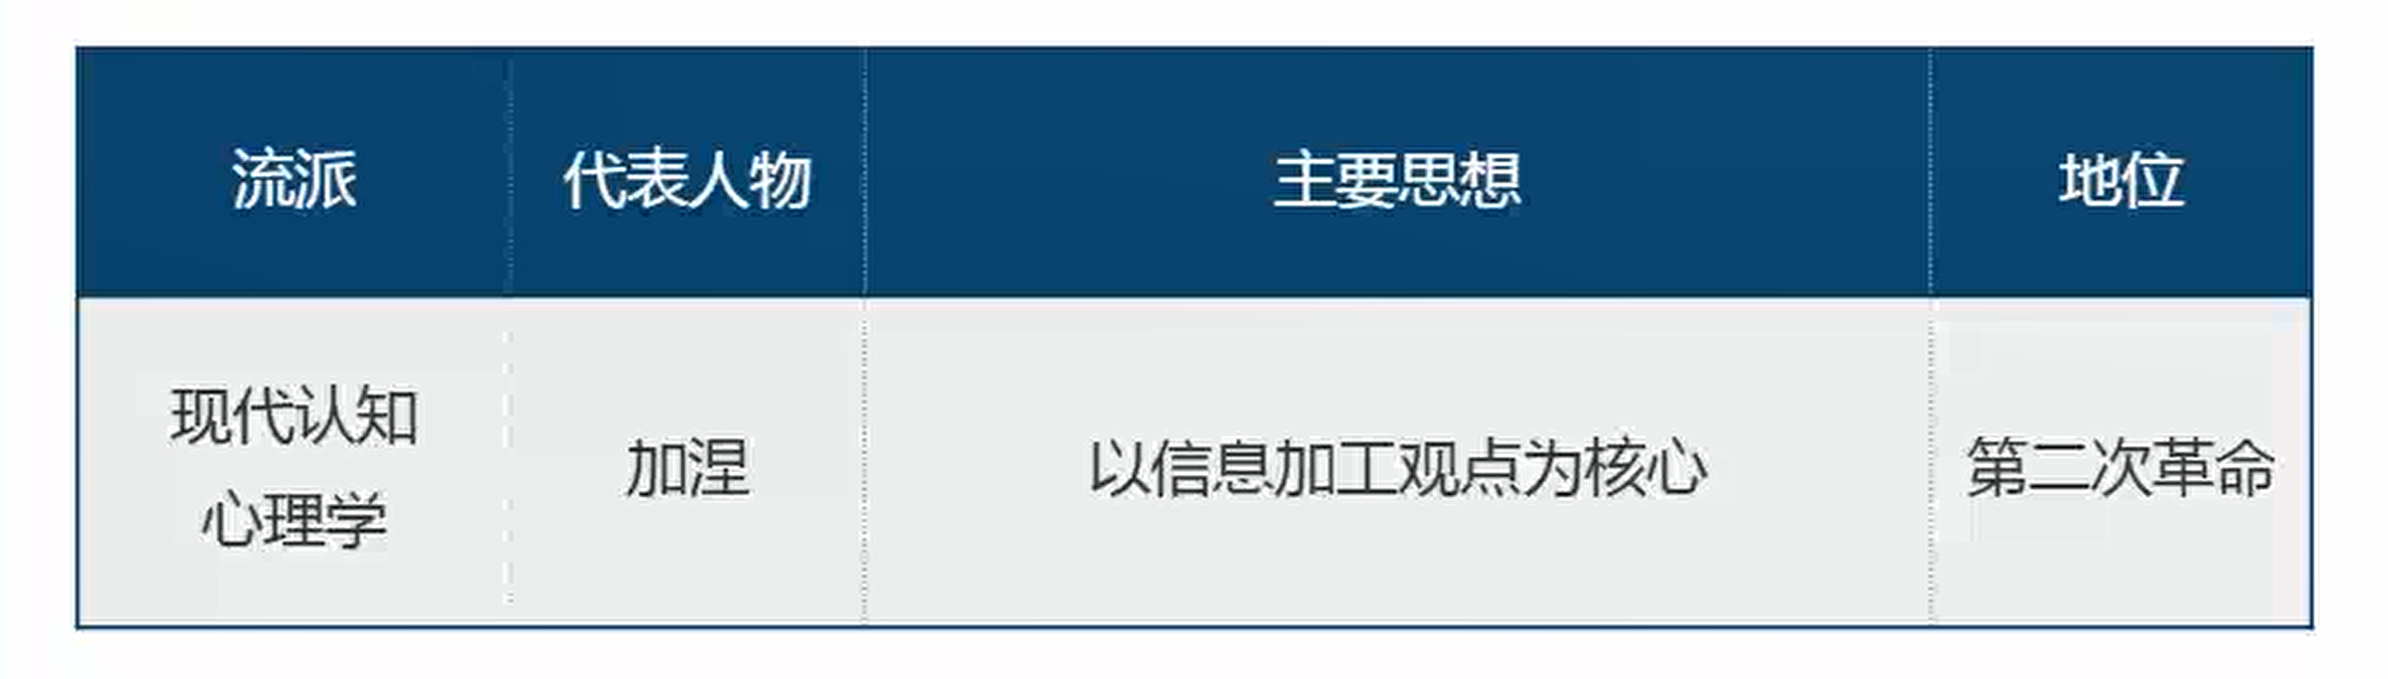 流派 代表人物 主要思想 地位
现代认知
心理学
加涅
以信息加工观点为核心
第二次革命